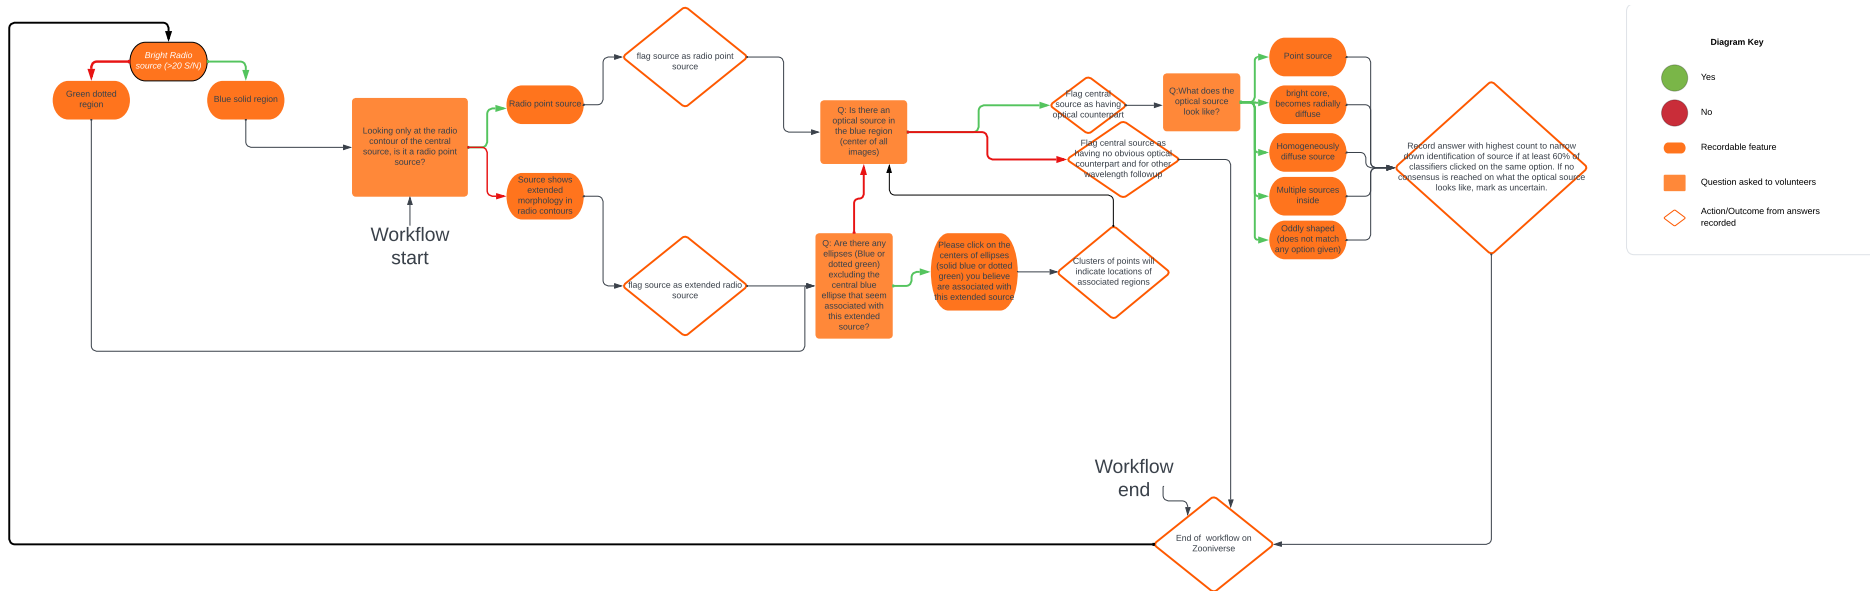 Bright Radio
source (>20 S/N)
Green dotted
region
Blue solid region
Looking only at the radio
contour of the central
source, is it a radio point
source?
Workflow
start
Radio point source
Source shows
extended
morphology in
radio contours
flag source as radio point
source
flag source as extended radio
source
Q: Is there an
optical source in
the blue region
(center of all
images)
Q: Are there any
ellipses (Blue or
dotted green)
excluding the
central blue
ellipse that seem
associated with
this extended
source?
Please click on the
centers of ellipses
(solid blue or dotted
green) you believe
are associated with
this extended source
Clusters of points will
indicate locations of
associated regions
Flag central
source as having
optical counterpart
Flag central source as
having no obvious optical
counterpart and for other
wavelength followup
Q:What does the
optical source
look like?
Point source
bright core,
becomes radially
diffuse
Homogeneously
diffuse source
Multiple sources
inside
Oddly shaped
(does not match
any option given)
Record answer with highest count to narrow
down identification of source if at least 60% of
classifiers clicked on the same option. If no
consensus is reached on what the optical source
looks like, mark as uncertain.
Workflow
end
End of workflow on
Zooniverse
Diagram Key
Yes
No
Recordable feature
Question asked to volunteers
Action/Outcome from answers
recorded